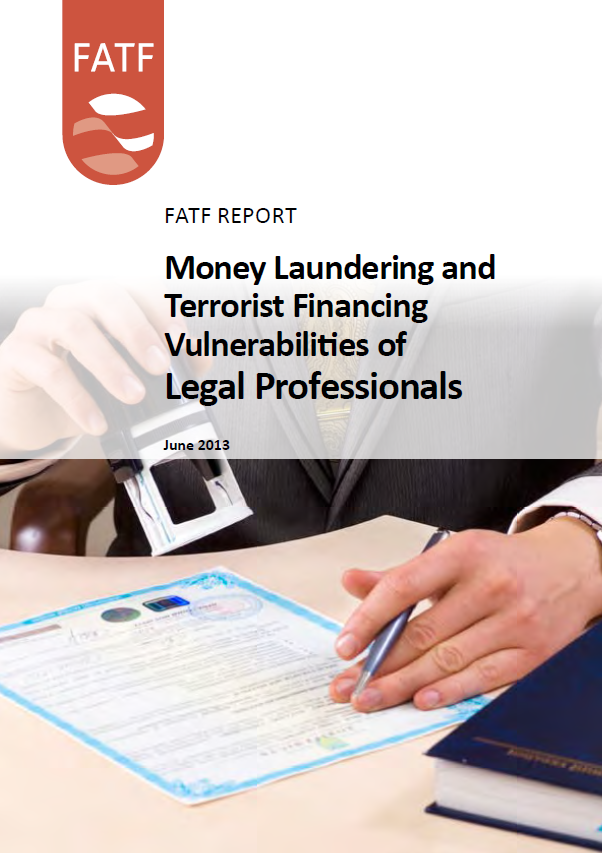 FATF
FATF REPORT
Money Laundering and
Terrorist Financing
Vulnerabilities of
Legal Professionals
June 2013